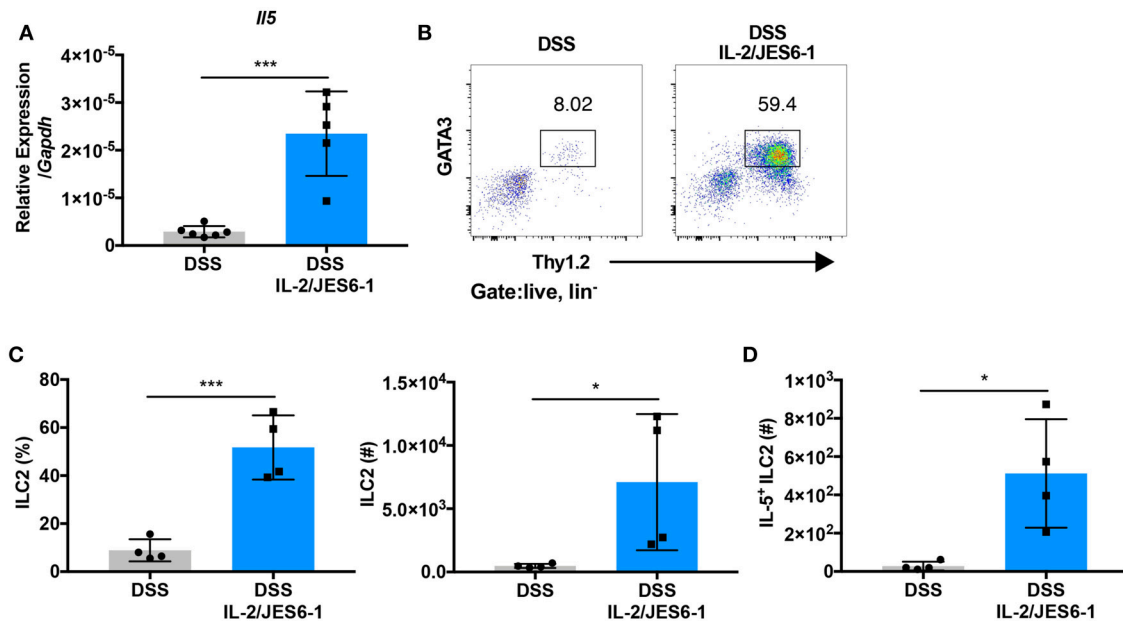 A
Il5
Relative Expression
/Gapdh
4×10⁻⁵
3×10⁻⁵
2×10⁻⁵
1×10⁻⁵
0
***
DSS
DSS
IL-2/JES6-1
B
DSS
DSS
IL-2/JES6-1
8.02
59.4
GATA3
Thy1.2
Gate:live, lin⁻
C
ILC2 (%)
80
60
40
20
0
***
DSS
DSS
IL-2/JES6-1
ILC2 (#)
1.5×10⁴
1.0×10⁴
5.0×10³
0.0
*
DSS
DSS
IL-2/JES6-1
D
IL-5⁺ ILC2 (#)
1×10³
8×10²
6×10²
4×10²
2×10²
0
*
DSS
DSS
IL-2/JES6-1